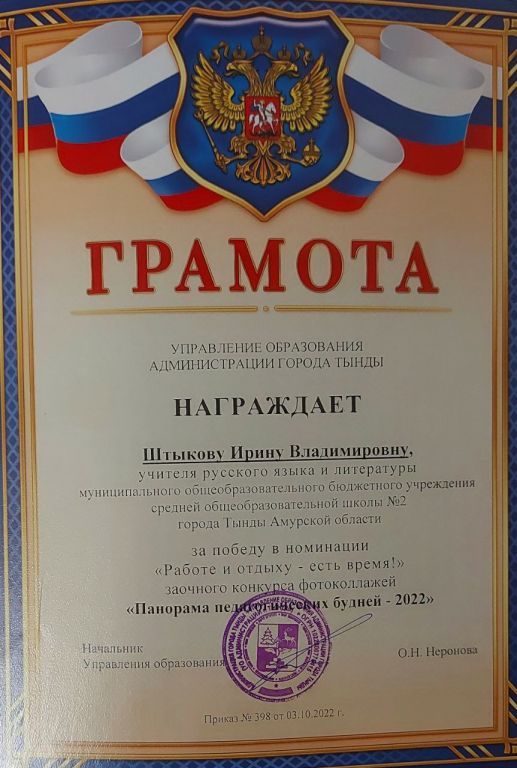 ГРАМОТА
УПРАВЛЕНИЕ ОБРАЗОВАНИЯ
АДМИНИСТРАЦИИ ГОРОДА ТЫНДЫ
НАГРАЖДАЕТ
Штыкову Ирину Владимировну,
учителя русского языка и литературы
муниципального общеобразовательного бюджетного учреждения
средней общеобразовательной школы №2
города Тынды Амурской области
за победу в номинации
«Работе и отдыху - есть время!»
заочного конкурса фотоколлажей
«Панорама педагогических будней - 2022»
Начальник
Управления образования
О.Н. Неронова
Приказ № 398 от 03.10.2022 г.